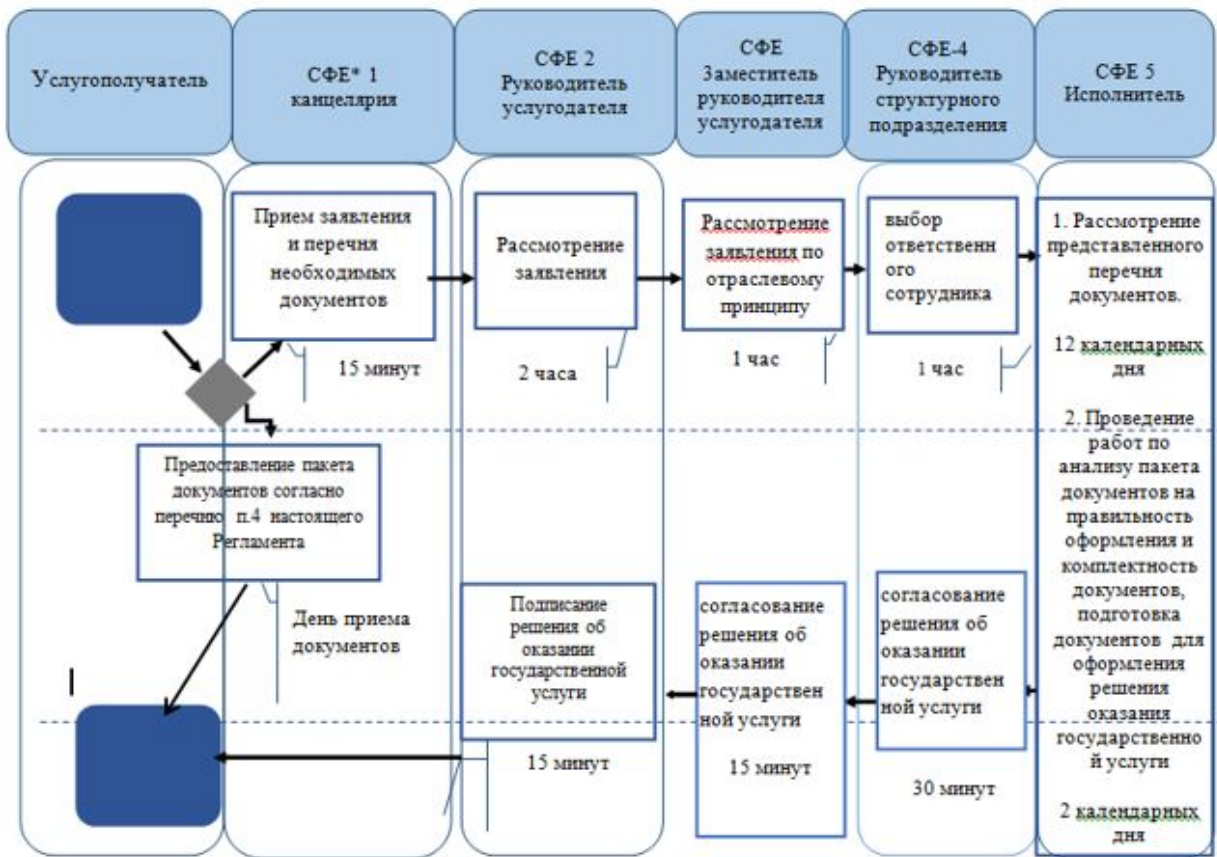 Услугополучатель
СФЕ* 1
канцелярия
СФЕ 2
Руководитель
услугодателя
СФЕ
Заместитель
руководителя
услугодателя
СФЕ-4
Руководитель
структурного
подразделения
СФЕ 5
Исполнитель
Прием заявления
и перечня
необходимых
документов
15 минут
Рассмотрение
заявления
2 часа
Рассмотрение
заявления по
отраслевому
принципу
1 час
выбор
ответственн
ого
сотрудника
1 час
1. Рассмотрение
представленного
перечня
документов.
12 календарных
дня
2. Проведение
работ по
анализу пакета
документов на
правильность
оформления и
комплектность
документов,
подготовка
документов для
оформления
решения
оказания
государственно
й услуги
2 календарных
дня
Предоставление пакета
документов согласно
перечню п.4 настоящего
Регламента
День приема
документов
Подписание
решения об
оказании
государственной
услуги
15 минут
согласование
решения об
оказании
государствен
ной услуги
15 минут
согласование
решения об
оказании
государствен
ной услуги
30 минут